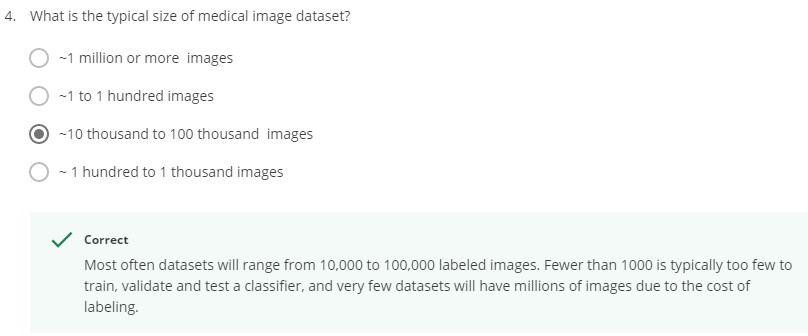 4. What is the typical size of medical image dataset?
~1 million or more images
~1 to 1 hundred images
~10 thousand to 100 thousand images
~ 1 hundred to 1 thousand images
Correct
Most often datasets will range from 10,000 to 100,000 labeled images. Fewer than 1000 is typically too few to
train, validate and test a classifier, and very few datasets will have millions of images due to the cost of
labeling.